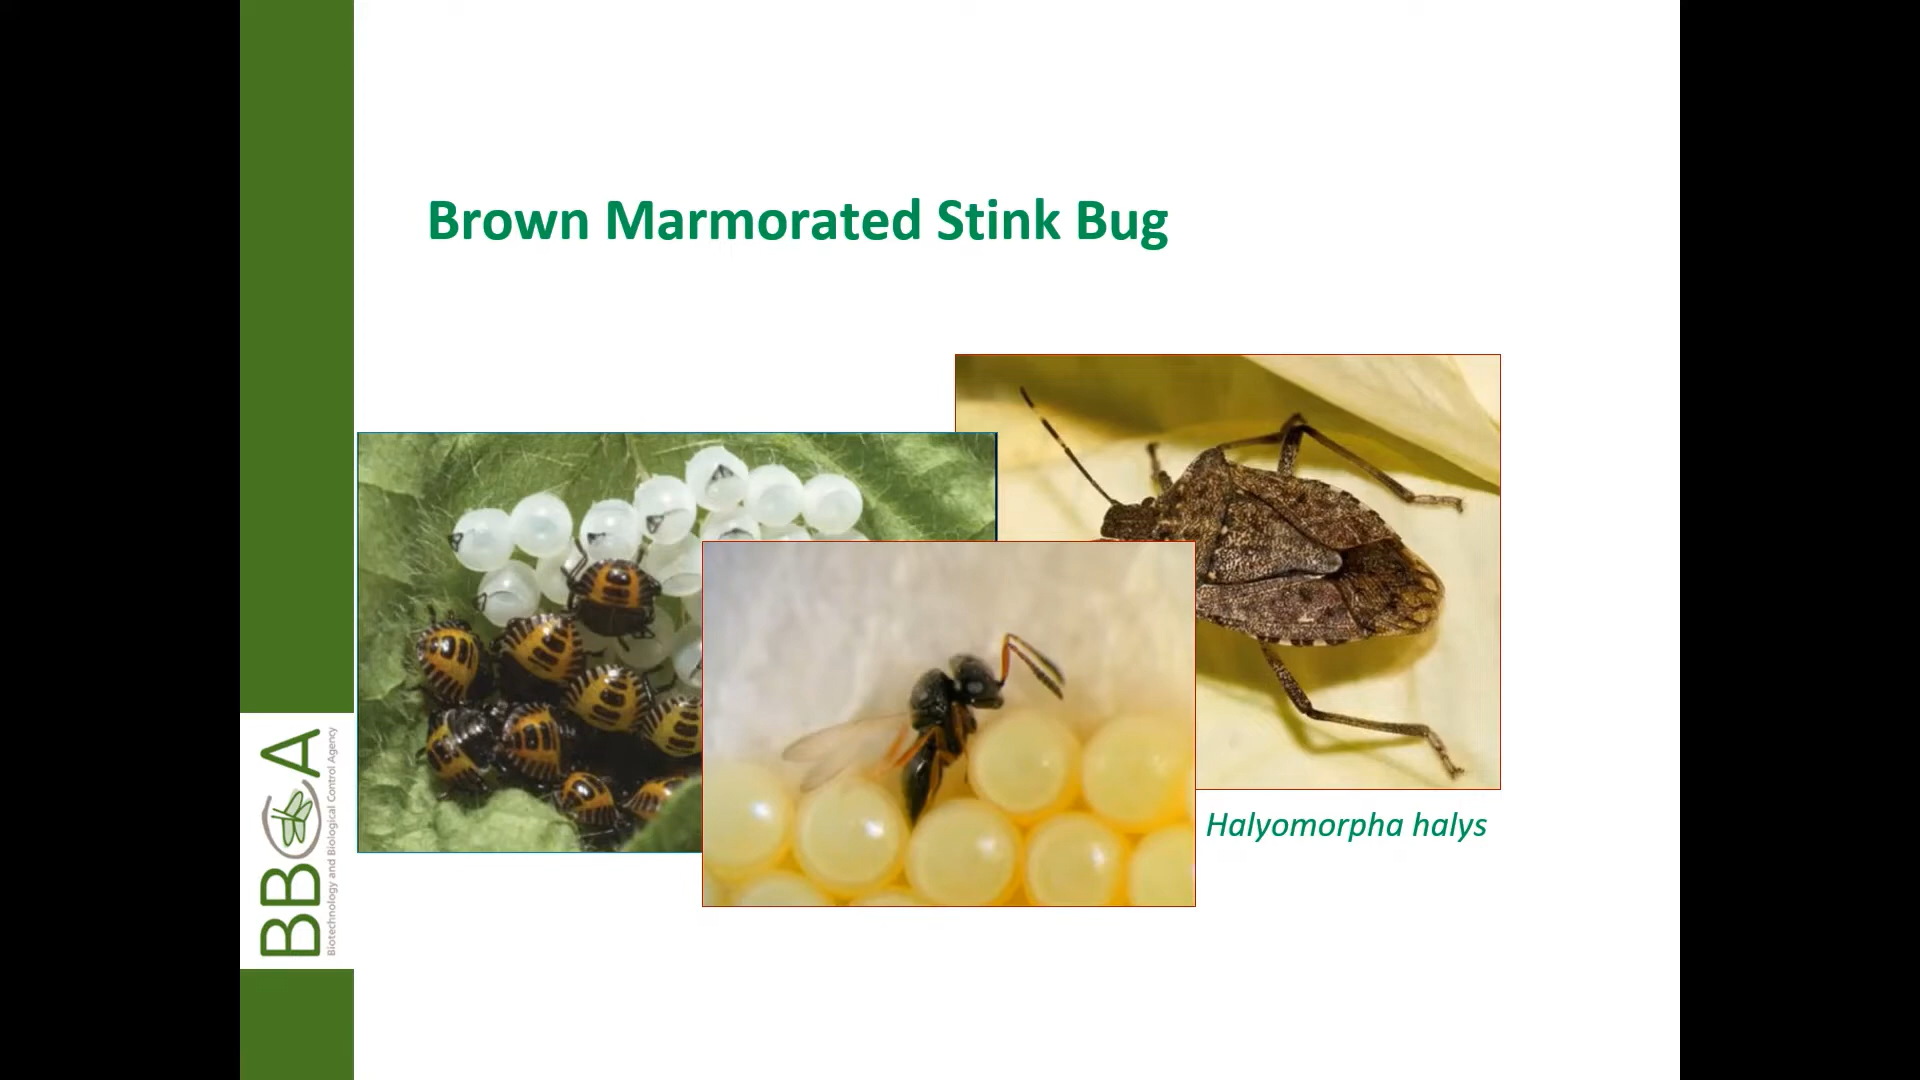 Brown Marmorated Stink Bug
Halyomorpha halys
BBCA
Biotechnology and Biological Control Agency